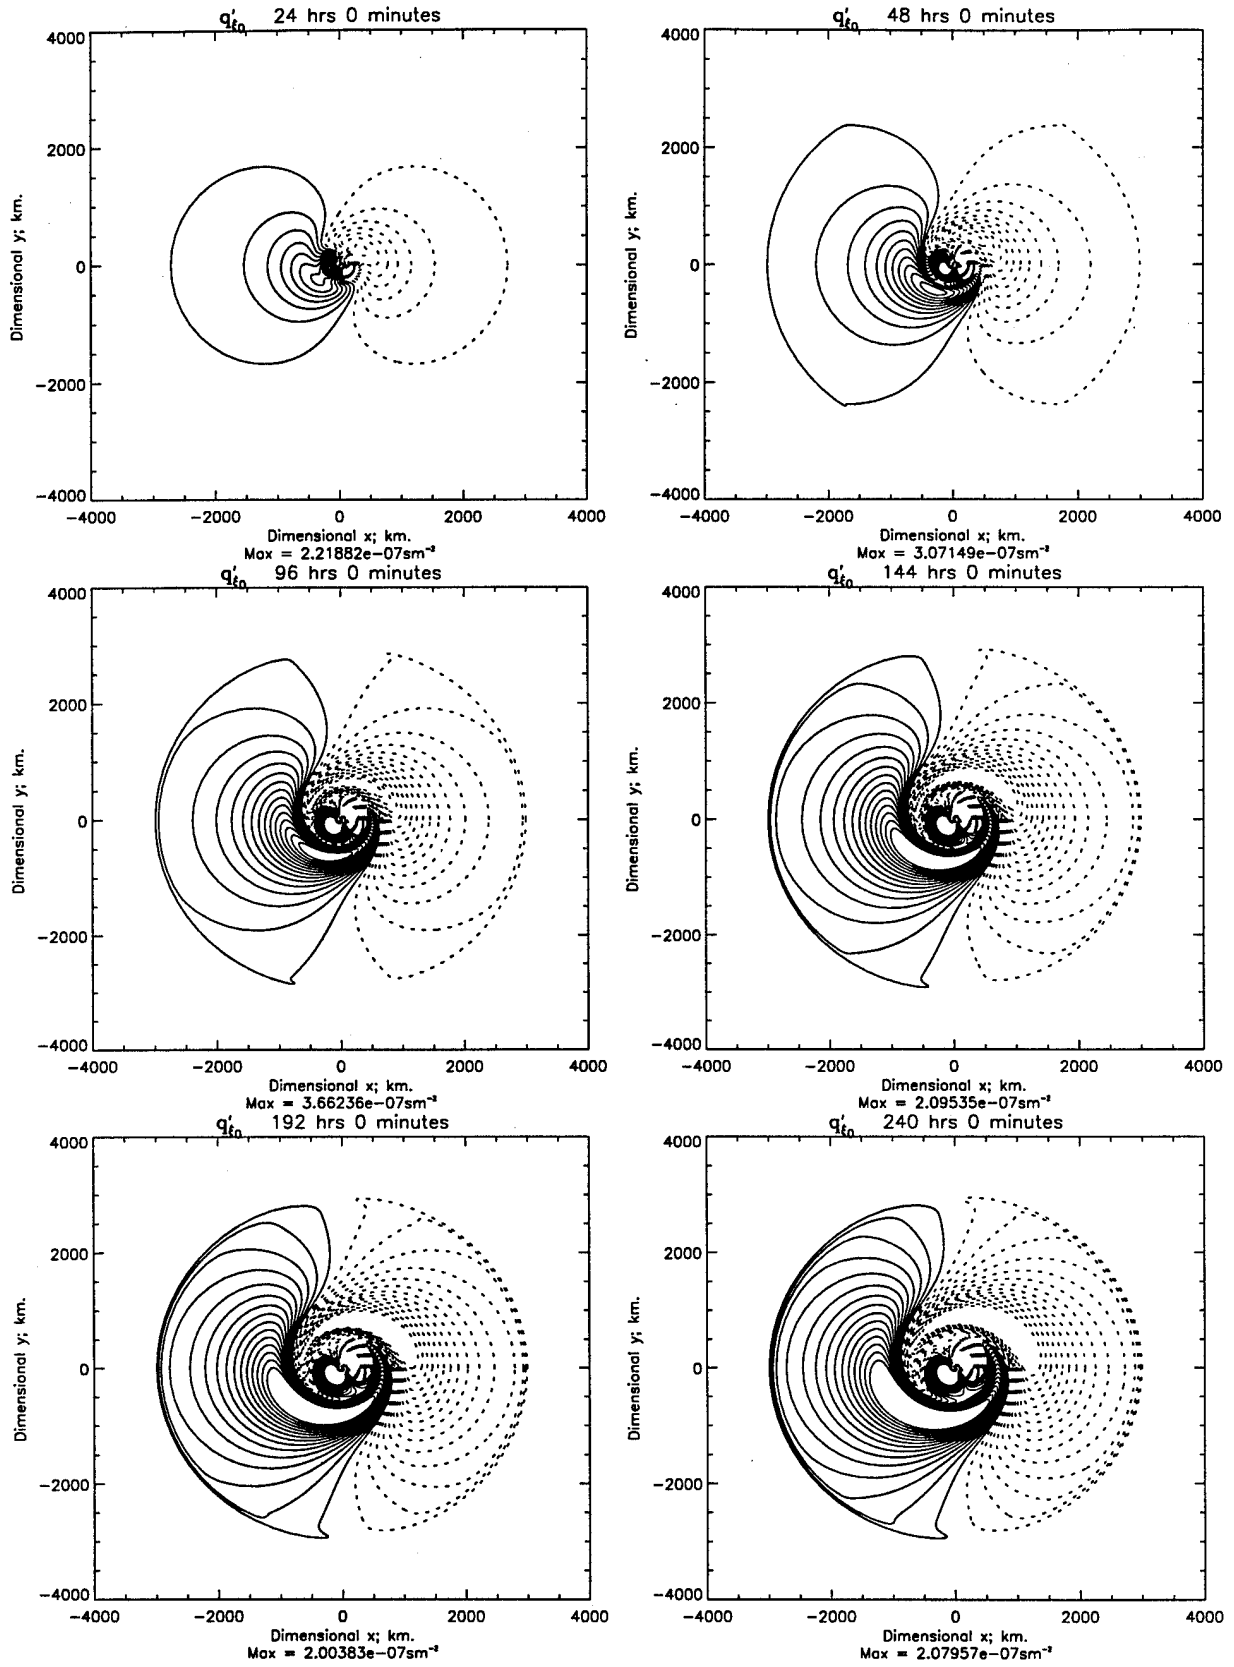 q'ξ0 24 hrs 0 minutes
4000
2000
0
−2000
−4000
Dimensional y; km.
−4000 −2000 0 2000 4000
Dimensional x; km.
Max = 2.21882e−07sm⁻²
q'ξ0 48 hrs 0 minutes
4000
2000
0
−2000
−4000
Dimensional y; km.
−4000 −2000 0 2000 4000
Dimensional x; km.
Max = 3.07149e−07sm⁻²
q'ξ0 96 hrs 0 minutes
4000
2000
0
−2000
−4000
Dimensional y; km.
−4000 −2000 0 2000 4000
Dimensional x; km.
Max = 3.66236e−07sm⁻²
q'ξ0 144 hrs 0 minutes
4000
2000
0
−2000
−4000
Dimensional y; km.
−4000 −2000 0 2000 4000
Dimensional x; km.
Max = 2.09535e−07sm⁻²
q'ξ0 192 hrs 0 minutes
4000
2000
0
−2000
−4000
Dimensional y; km.
−4000 −2000 0 2000 4000
Dimensional x; km.
Max = 2.00383e−07sm⁻²
q'ξ0 240 hrs 0 minutes
4000
2000
0
−2000
−4000
Dimensional y; km.
−4000 −2000 0 2000 4000
Dimensional x; km.
Max = 2.07957e−07sm⁻²